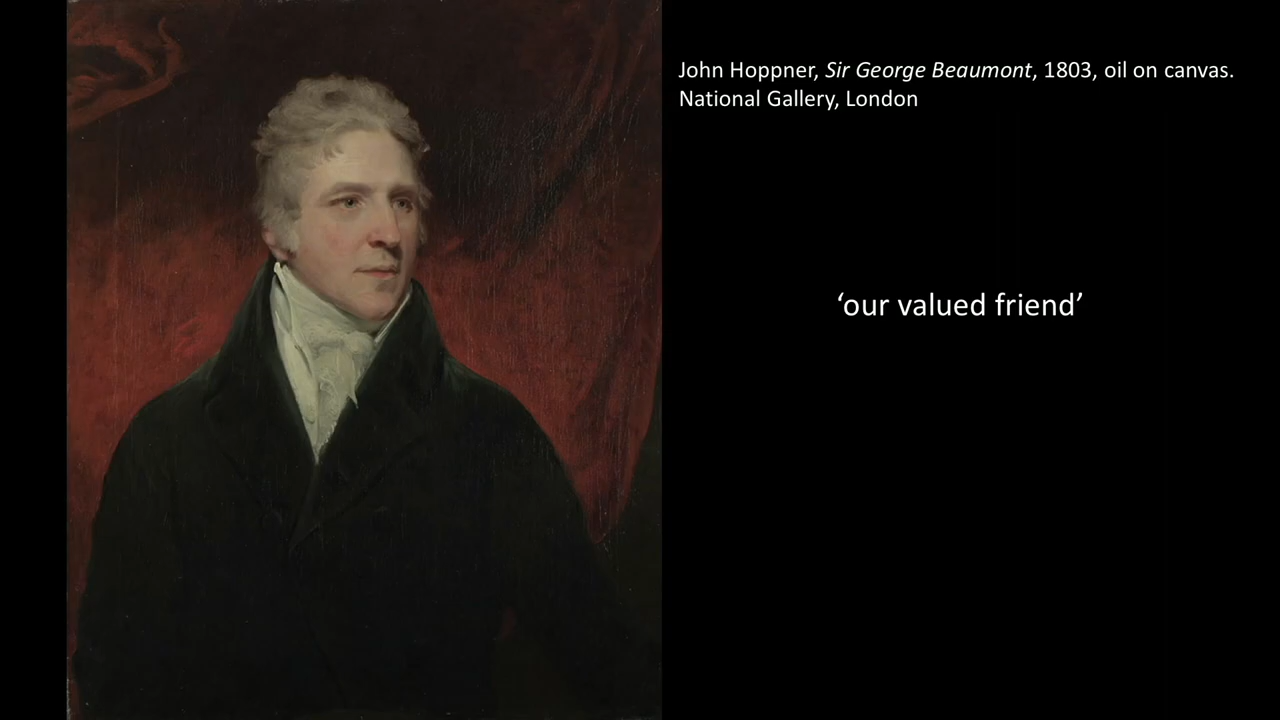 John Hoppner, Sir George Beaumont, 1803, oil on canvas.
National Gallery, London
‘our valued friend’